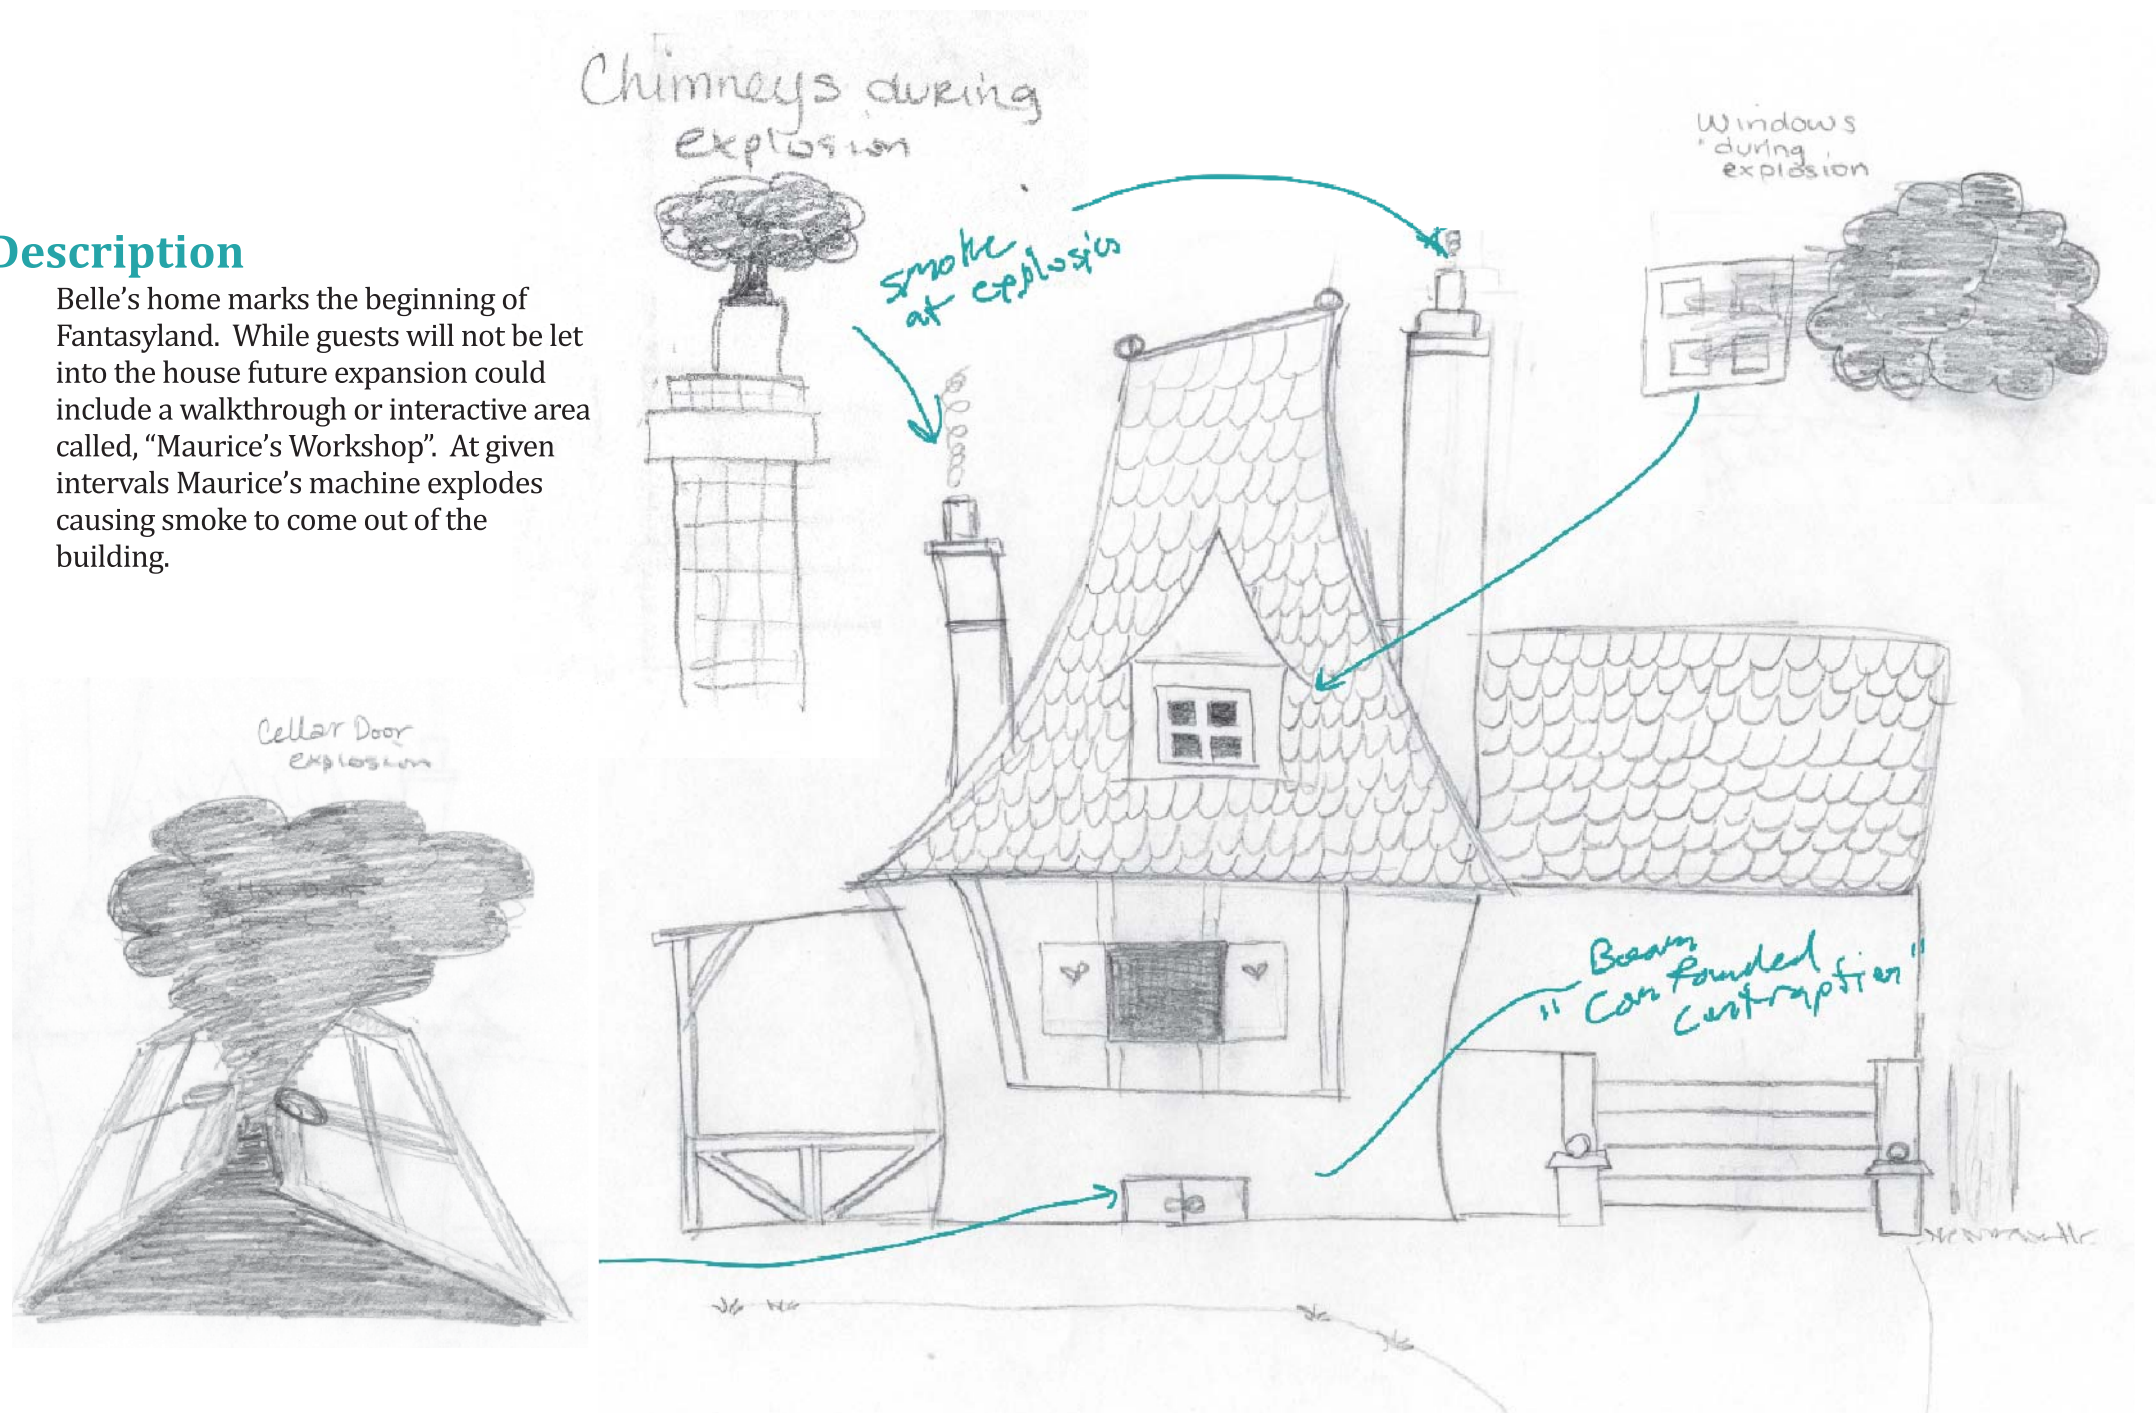 Chimneys during
explosion
Windows
during
explosion
smoke
at explosion
Description
Belle’s home marks the beginning of
Fantasyland.  While guests will not be let
into the house future expansion could
include a walkthrough or interactive area
called, “Maurice’s Workshop”.  At given
intervals Maurice’s machine explodes
causing smoke to come out of the
building.
Cellar Door
explosion
Boom
"Confounded
contraption"